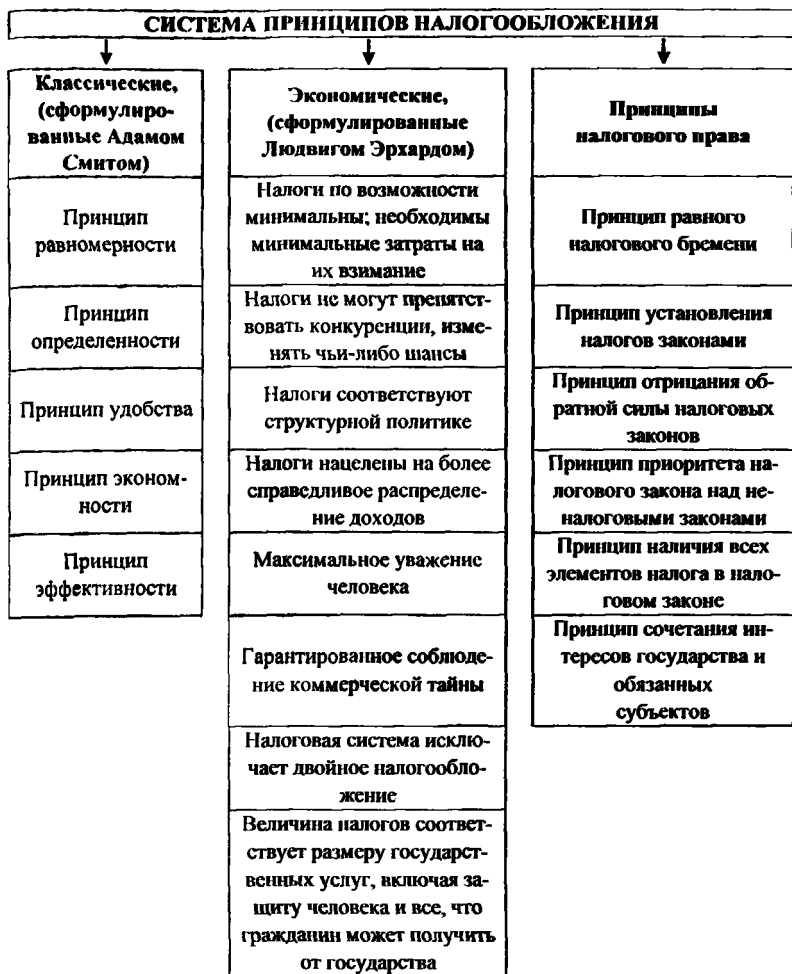 СИСТЕМА ПРИНЦИПОВ НАЛОГООБЛОЖЕНИЯ
Классические,
(сформулиро-
ванные Адамом
Смитом)
Принцип
равномерности
Принцип
определенности
Принцип удобства
Принцип эконом-
ности
Принцип
эффективности
Экономические,
(сформулированные
Людвигом Эрхардом)
Налоги по возможности
минимальны; необходимы
минимальные затраты на
их взимание
Налоги не могут препятст-
вовать конкуренции, изме-
нять чьи-либо шансы
Налоги соответствуют
структурной политике
Налоги нацелены на более
справедливое распределе-
ние доходов
Максимальное уважение
человека
Гарантированное соблюде-
ние коммерческой тайны
Налоговая система исклю-
чает двойное налогообло-
жение
Величина налогов соответ-
ствует размеру государст-
венных услуг, включая за-
щиту человека и все, что
гражданин может получить
от государства
Принципы
налогового права
Принцип равного
налогового бремени
Принцип установления
налогов законами
Принцип отрицания об-
ратной силы налоговых
законов
Принцип приоритета на-
логового закона над не-
налоговыми законами
Принцип наличия всех
элементов налога в нало-
говом законе
Принцип сочетания ин-
тересов государства и
обязанных
субъектов